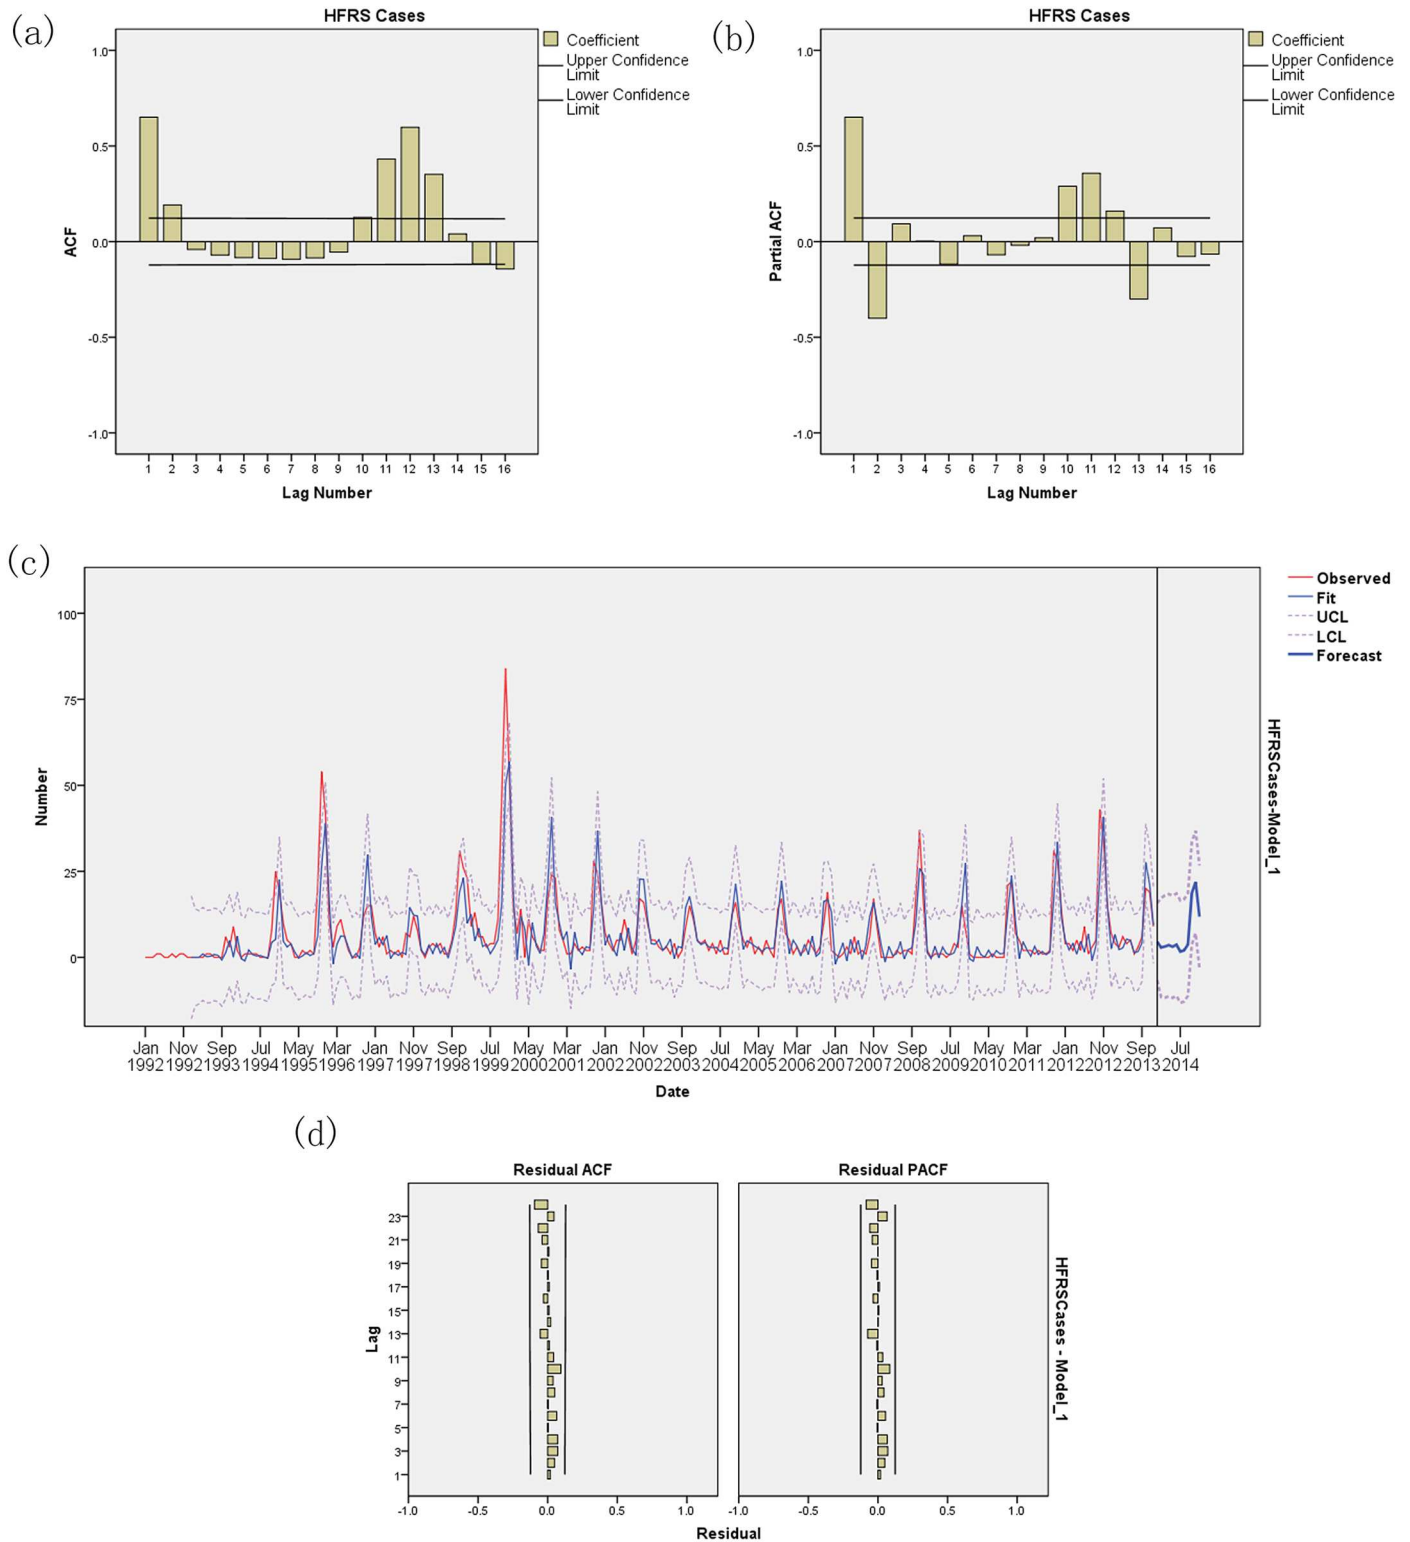 (a)
HFRS Cases
Coefficient
Upper Confidence
Limit
Lower Confidence
Limit
1.0
0.5
0.0
-0.5
-1.0
ACF
1 2 3 4 5 6 7 8 9 10 11 12 13 14 15 16
Lag Number
(b)
HFRS Cases
Coefficient
Upper Confidence
Limit
Lower Confidence
Limit
1.0
0.5
0.0
-0.5
-1.0
Partial ACF
1 2 3 4 5 6 7 8 9 10 11 12 13 14 15 16
Lag Number
(c)
Observed
Fit
UCL
LCL
Forecast
100
75
50
25
0
Number
HFRSCases-Model_1
Jan Nov Sep Jul May Mar Jan Nov Sep Jul May Mar Jan Nov Sep Jul May Mar Jan Nov Sep Jul May Mar Jan Nov Sep Jul
1992 1992 1993 1994 1995 1996 1997 1997 1998 1999 2000 2001 2002 2002 2003 2004 2005 2006 2007 2007 2008 2009 2010 2011 2012 2012 2013 2014
Date
(d)
Residual ACF
Residual PACF
23
21
19
17
15
13
11
9
7
5
3
1
Lag
HFRSCases - Model_1
-1.0 -0.5 0.0 0.5 1.0
-1.0 -0.5 0.0 0.5 1.0
Residual